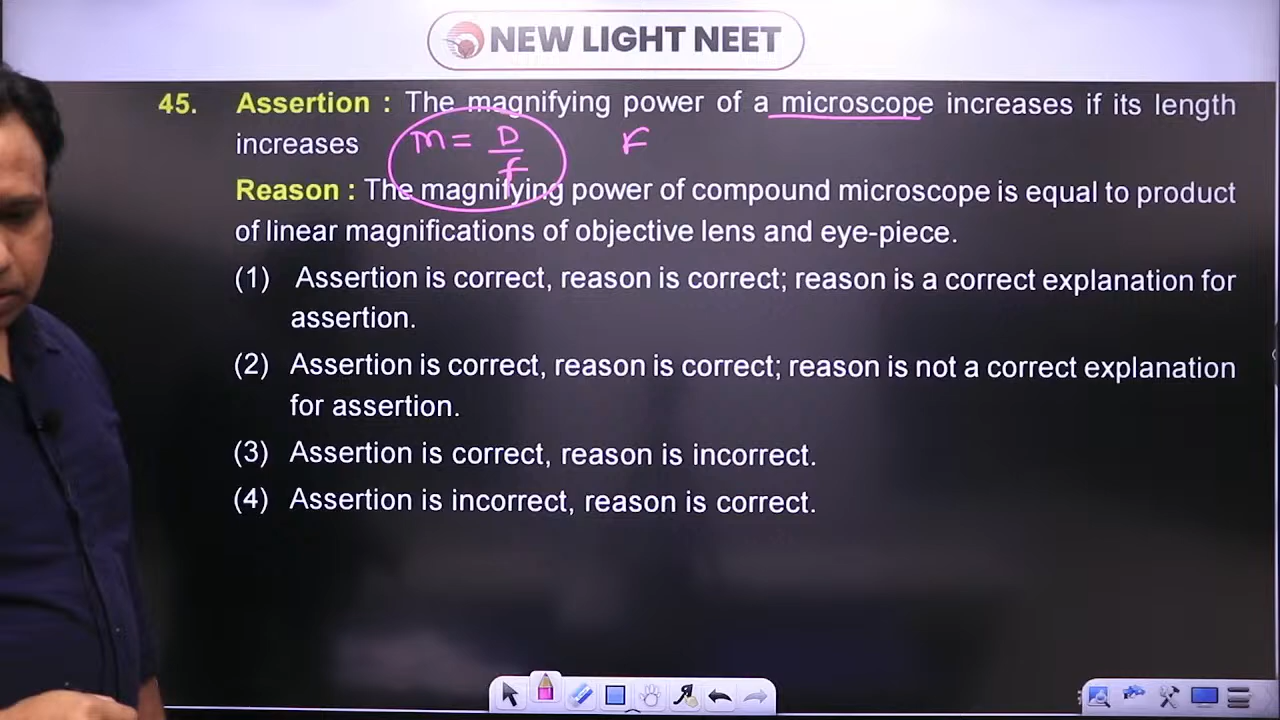 NEW LIGHT NEET
45. Assertion : The magnifying power of a microscope increases if its length
increases
m = D/f F
Reason : The magnifying power of compound microscope is equal to product
of linear magnifications of objective lens and eye-piece.
(1) Assertion is correct, reason is correct; reason is a correct explanation for
assertion.
(2) Assertion is correct, reason is correct; reason is not a correct explanation
for assertion.
(3) Assertion is correct, reason is incorrect.
(4) Assertion is incorrect, reason is correct.